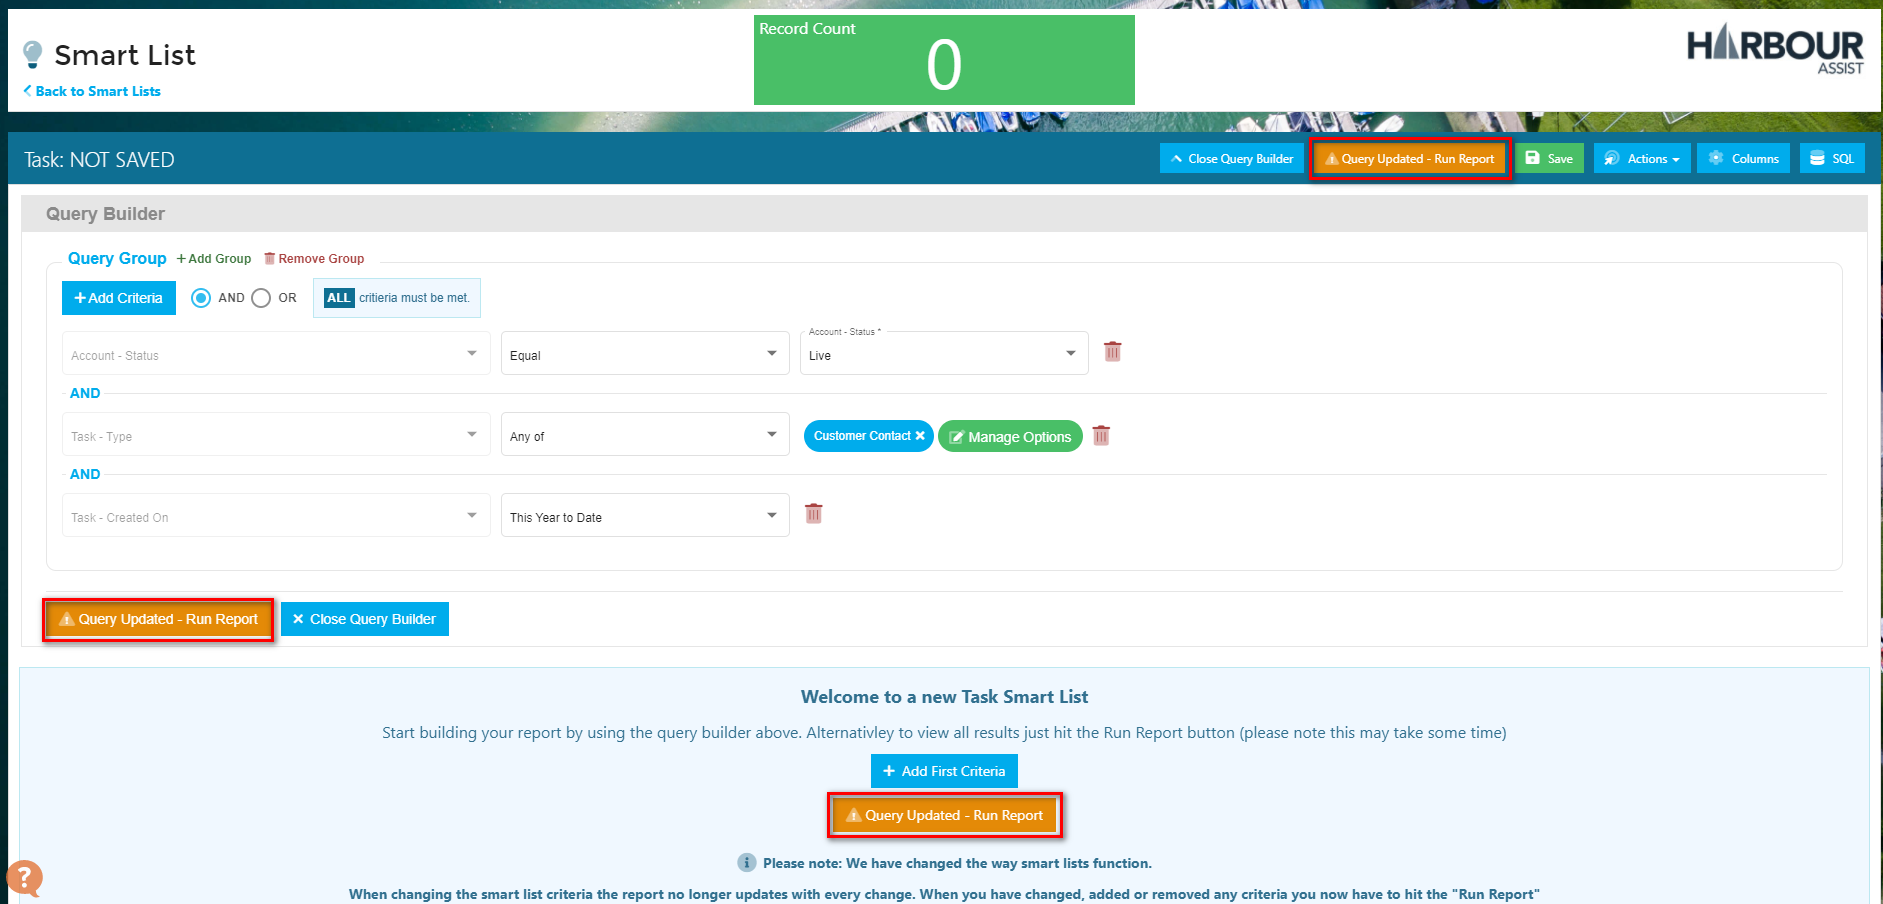 Record Count
0
Smart List
Back to Smart Lists
HARBOUR
ASSIST
Task: NOT SAVED
Close Query Builder
Query Updated - Run Report
Save
Actions
Columns
SQL
Query Builder
Query Group
+ Add Group
Remove Group
+ Add Criteria
AND
OR
ALL critieria must be met.
Account - Status
Equal
Account - Status *
Live
AND
Task - Type
Any of
Customer Contact ×
Manage Options
AND
Task - Created On
This Year to Date
Query Updated - Run Report
× Close Query Builder
Welcome to a new Task Smart List
Start building your report by using the query builder above. Alternativley to view all results just hit the Run Report button (please note this may take some time)
+ Add First Criteria
Query Updated - Run Report
Please note: We have changed the way smart lists function.
When changing the smart list criteria the report no longer updates with every change. When you have changed, added or removed any criteria you now have to hit the "Run Report"
?